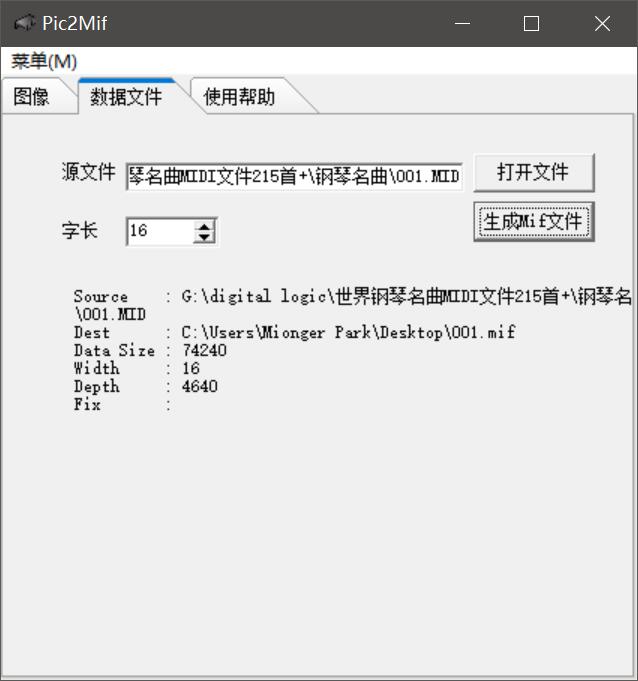 Pic2Mif
菜单(M)
图像 数据文件 使用帮助
源文件 琴名曲MIDI文件215首+\钢琴名曲\001.MID 打开文件
字长 16 生成Mif文件
Source : G:\digital logic\世界钢琴名曲MIDI文件215首+\钢琴名
\001.MID
Dest : C:\Users\Mionger Park\Desktop\001.mif
Data Size : 74240
Width : 16
Depth : 4640
Fix :